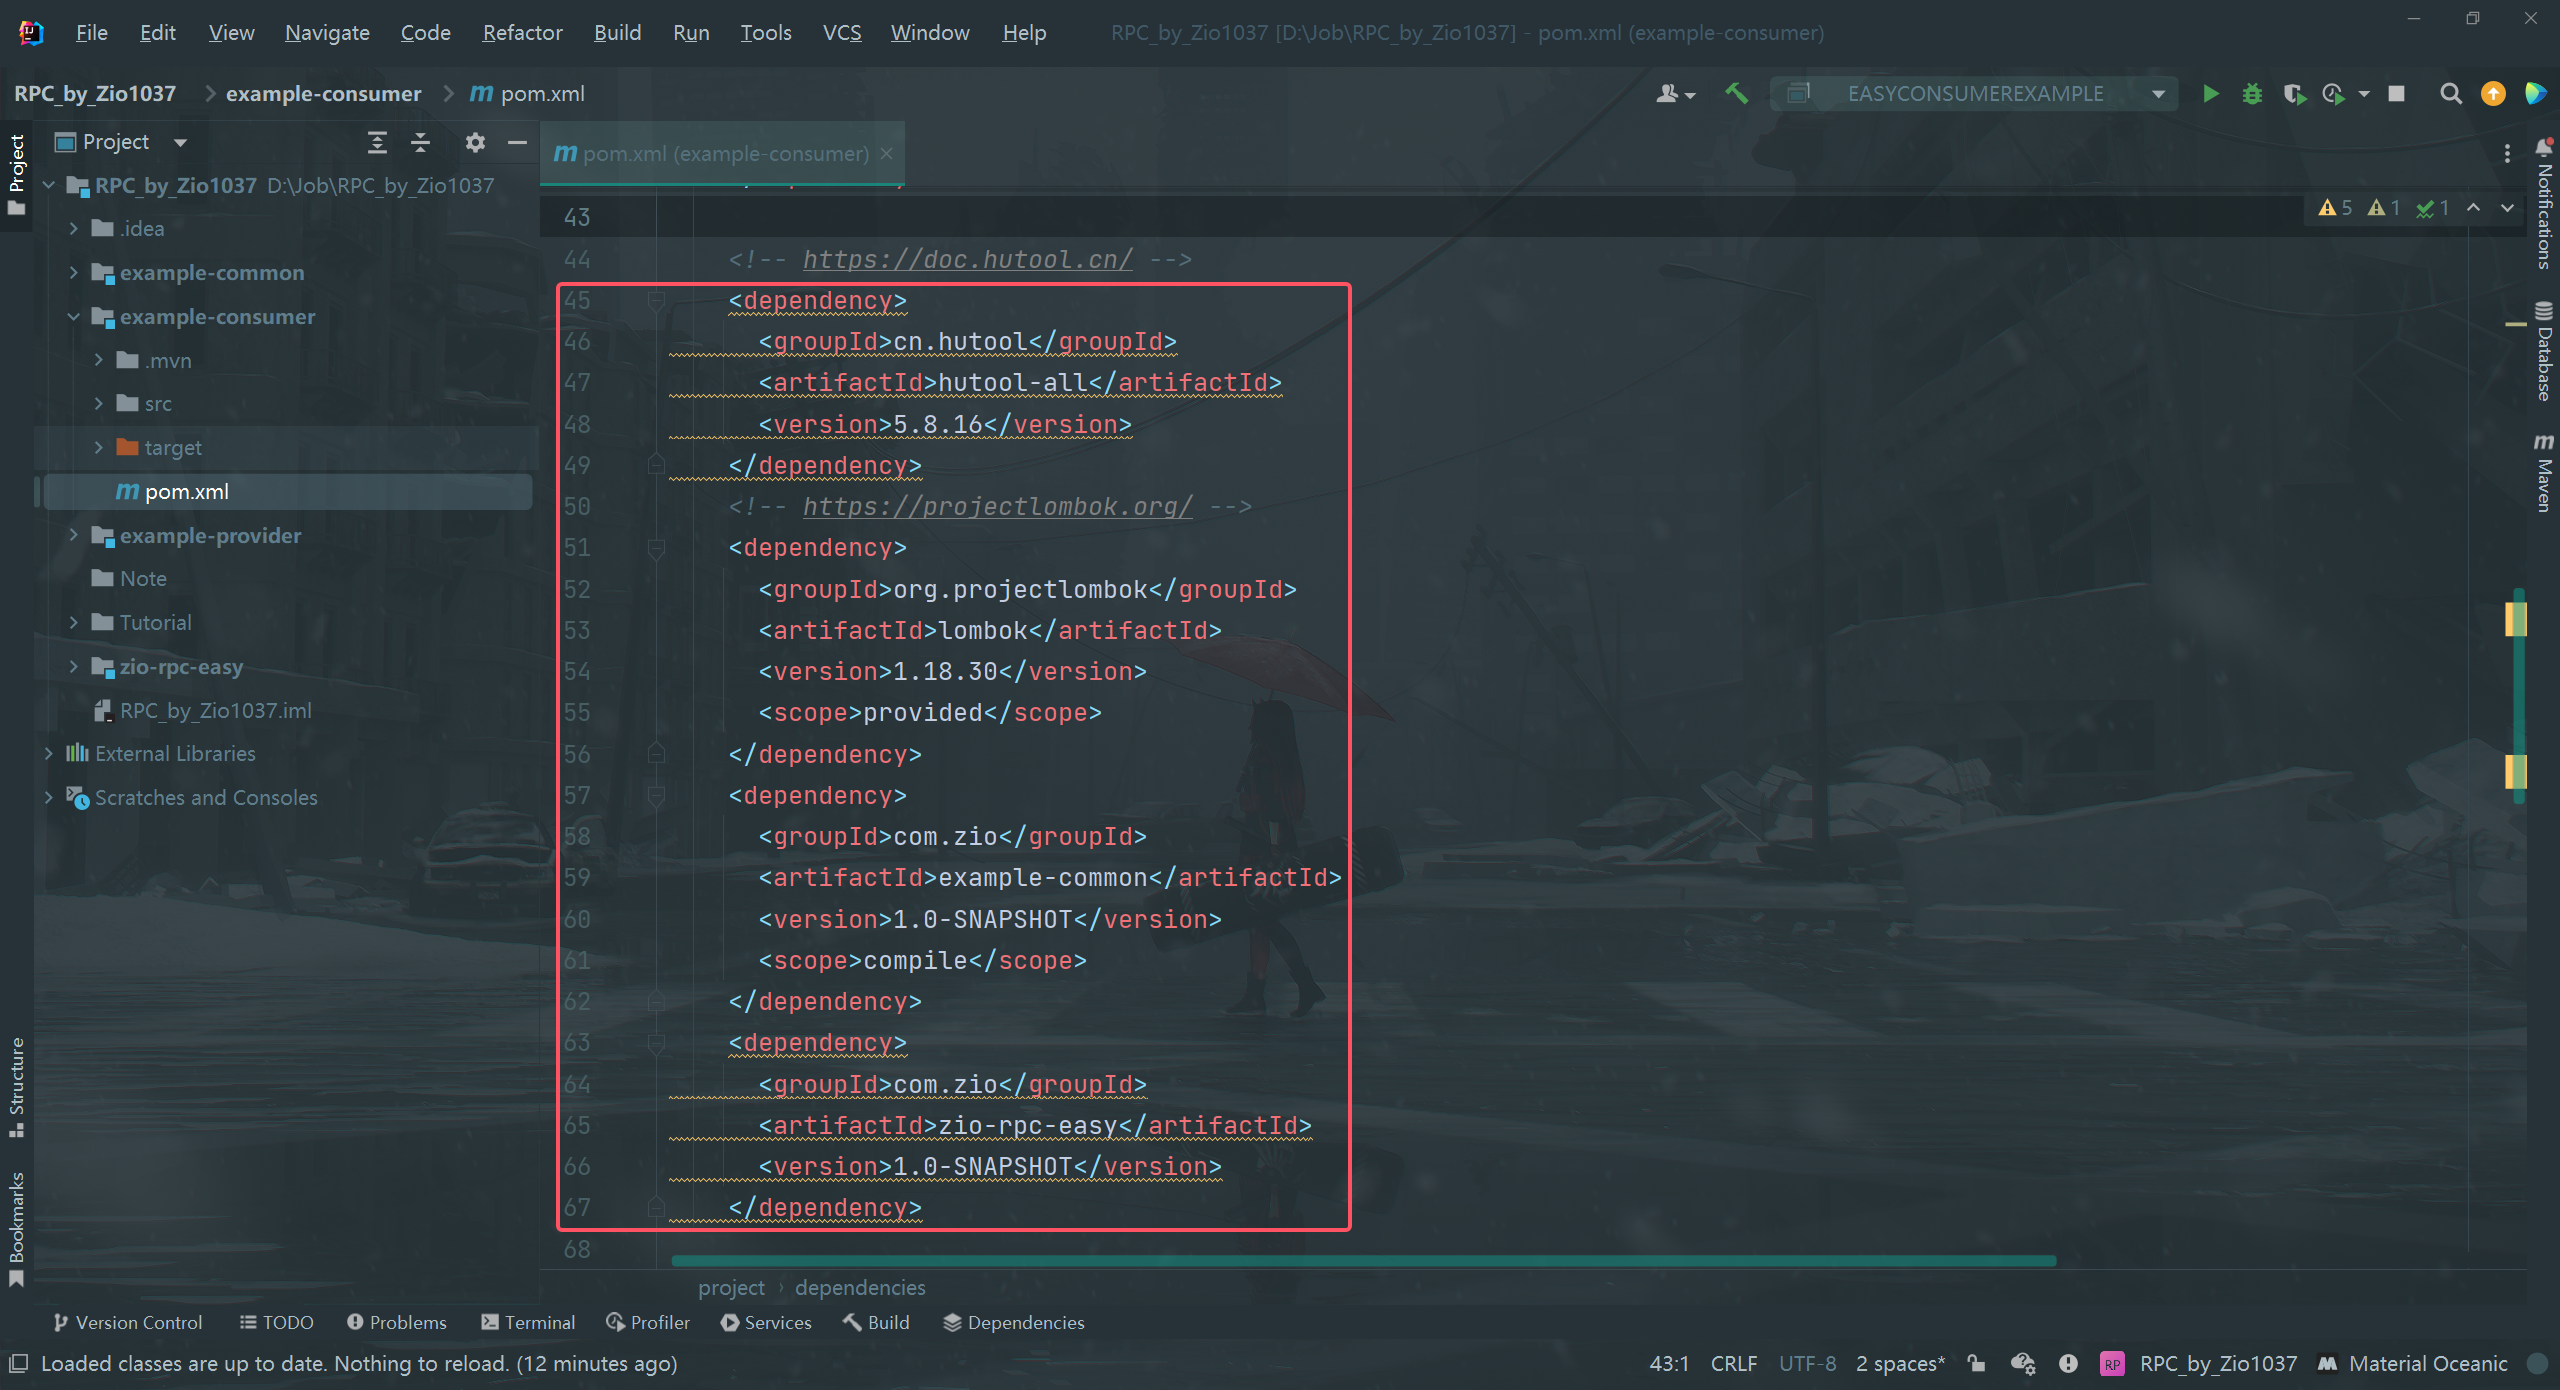 File Edit View Navigate Code Refactor Build Run Tools VCS Window Help RPC_by_Zio1037 [D:\Job\RPC_by_Zio1037] - pom.xml (example-consumer)
RPC_by_Zio1037 example-consumer m pom.xml EASYCONSUMEREXAMPLE
Project
Project
m pom.xml (example-consumer)
RPC_by_Zio1037 D:\Job\RPC_by_Zio1037
.idea
example-common
example-consumer
.mvn
src
target
m pom.xml
example-provider
Note
Tutorial
zio-rpc-easy
RPC_by_Zio1037.iml
External Libraries
Scratches and Consoles
Structure
Bookmarks
5 1 1
43
44 <!-- https://doc.hutool.cn/ -->
45 <dependency>
46 <groupId>cn.hutool</groupId>
47 <artifactId>hutool-all</artifactId>
48 <version>5.8.16</version>
49 </dependency>
50 <!-- https://projectlombok.org/ -->
51 <dependency>
52 <groupId>org.projectlombok</groupId>
53 <artifactId>lombok</artifactId>
54 <version>1.18.30</version>
55 <scope>provided</scope>
56 </dependency>
57 <dependency>
58 <groupId>com.zio</groupId>
59 <artifactId>example-common</artifactId>
60 <version>1.0-SNAPSHOT</version>
61 <scope>compile</scope>
62 </dependency>
63 <dependency>
64 <groupId>com.zio</groupId>
65 <artifactId>zio-rpc-easy</artifactId>
66 <version>1.0-SNAPSHOT</version>
67 </dependency>
68
project › dependencies
Notifications
Database
m Maven
Version Control TODO Problems Terminal Profiler Services Build Dependencies
Loaded classes are up to date. Nothing to reload. (12 minutes ago) 43:1 CRLF UTF-8 2 spaces* RP RPC_by_Zio1037 Material Oceanic